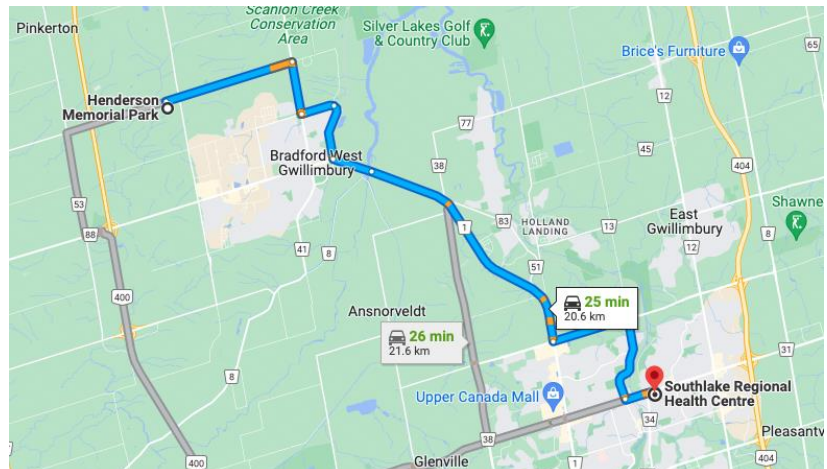 Scanlon Creek
Conservation
Area
Pinkerton
Silver Lakes Golf
& Country Club
65
Brice's Furniture
Henderson
Memorial Park
12
77
Bradford West
Gwillimbury
38
45
404
Shawne
53
83
HOLLAND
LANDING
13
East
Gwillimbury
1
12
8
88
41
51
400
Ansnorveldt
25 min
20.6 km
26 min
21.6 km
8
31
Southlake Regional
Health Centre
Upper Canada Mall
34
Pleasantv
38
400
Glenville
1
8
404